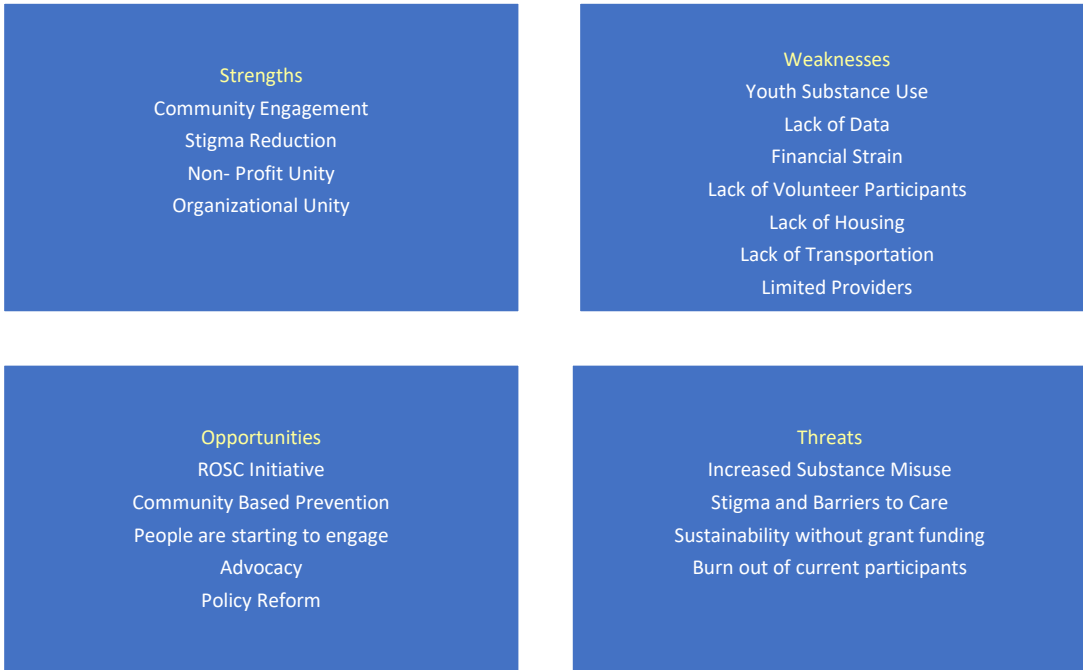 Strengths
Community Engagement
Stigma Reduction
Non- Profit Unity
Organizational Unity
Weaknesses
Youth Substance Use
Lack of Data
Financial Strain
Lack of Volunteer Participants
Lack of Housing
Lack of Transportation
Limited Providers
Opportunities
ROSC Initiative
Community Based Prevention
People are starting to engage
Advocacy
Policy Reform
Threats
Increased Substance Misuse
Stigma and Barriers to Care
Sustainability without grant funding
Burn out of current participants